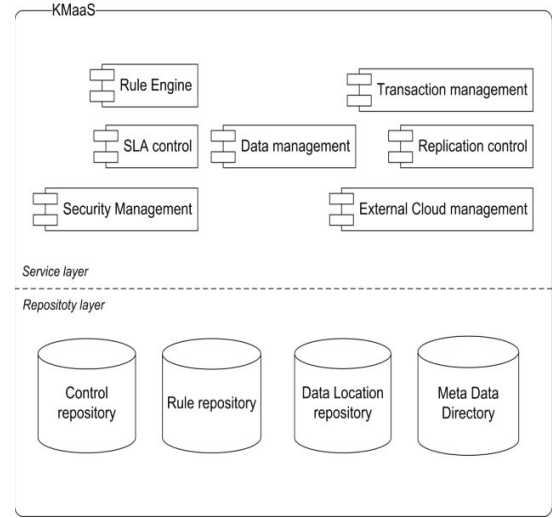 KMaaS
Rule Engine
Transaction management
SLA control
Data management
Replication control
Security Management
External Cloud management
Service layer
Repositoty layer
Control
repository
Rule repository
Data Location
repository
Meta Data
Directory